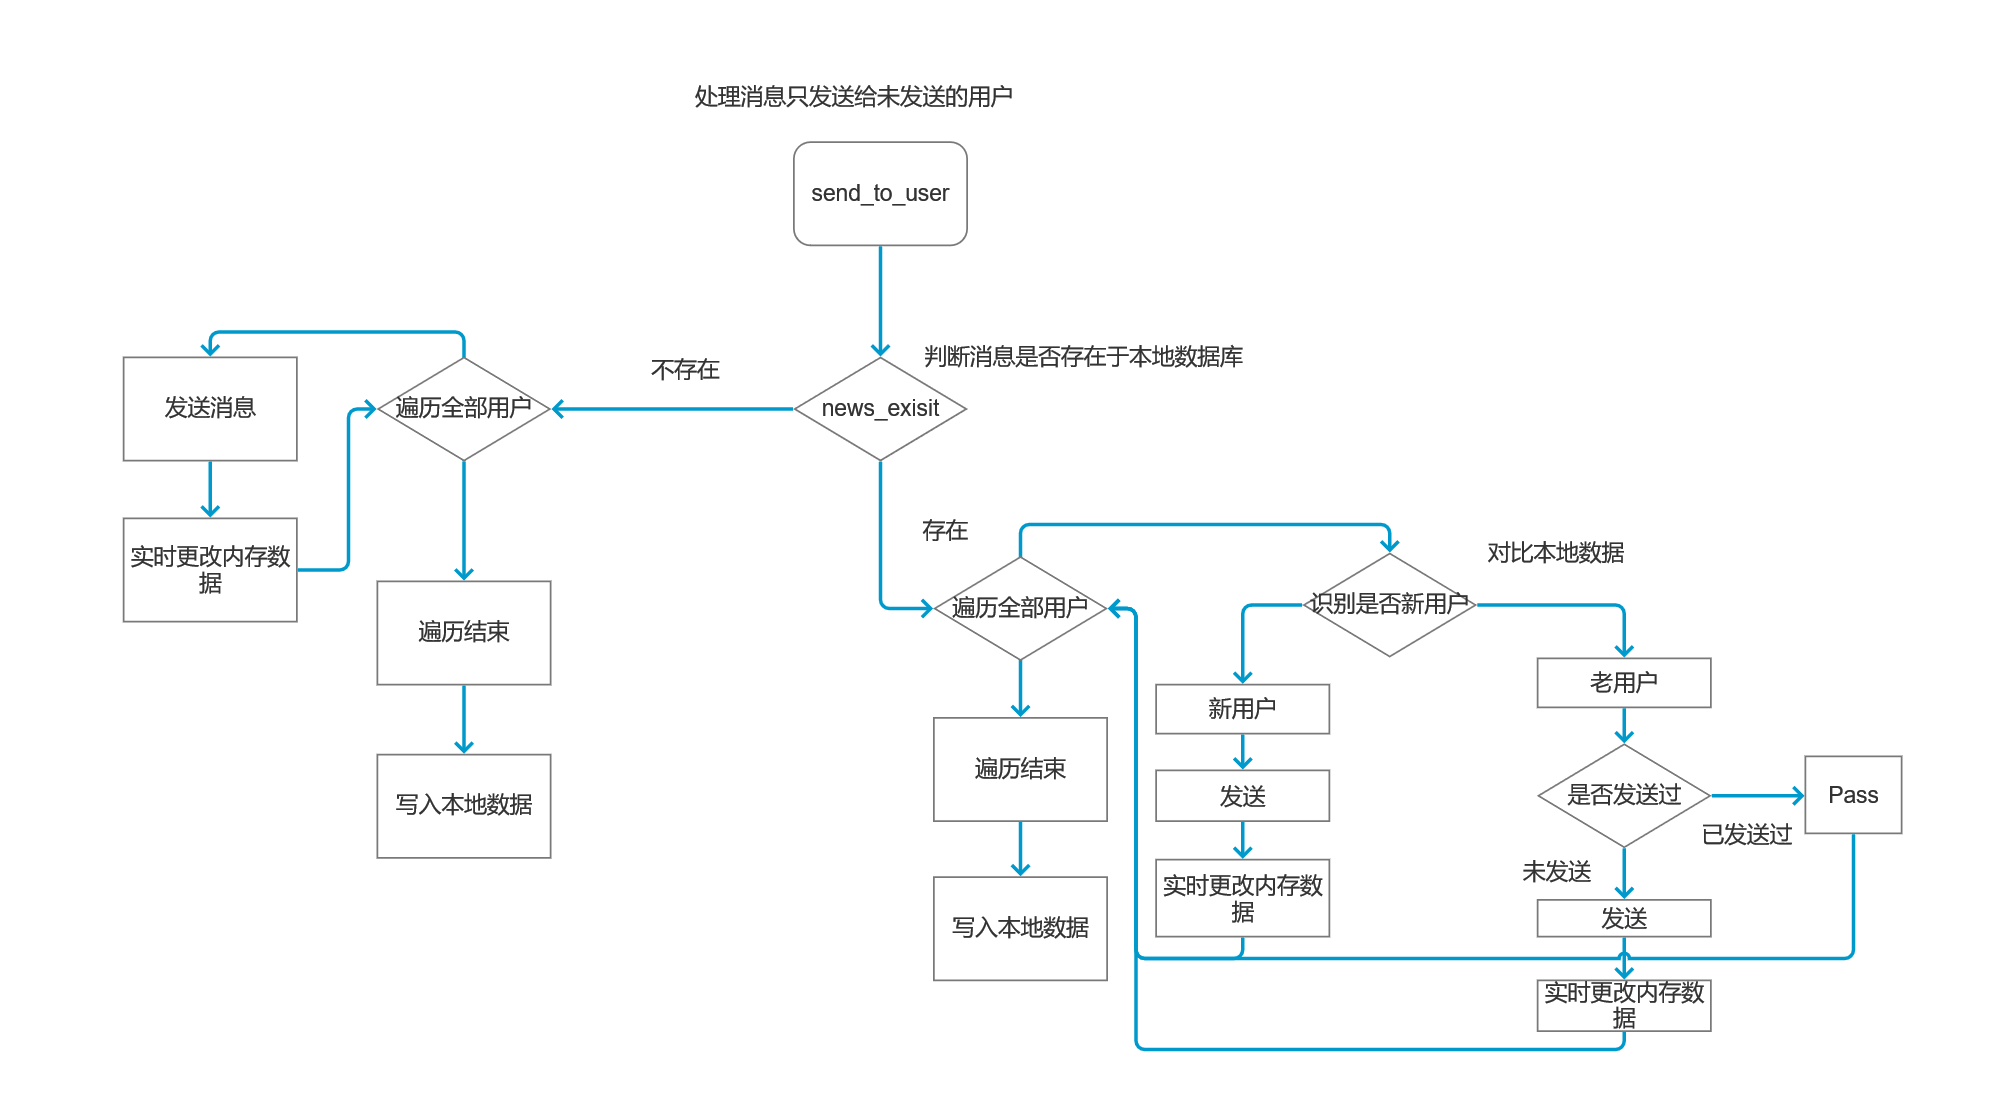 处理消息只发送给未发送的用户
send_to_user
判断消息是否存在于本地数据库
不存在
news_exisit
发送消息
遍历全部用户
实时更改内存数
据
遍历结束
写入本地数据
存在
对比本地数据
遍历全部用户
识别是否新用户
遍历结束
写入本地数据
新用户
发送
实时更改内存数
据
老用户
是否发送过
Pass
已发送过
未发送
发送
实时更改内存数
据